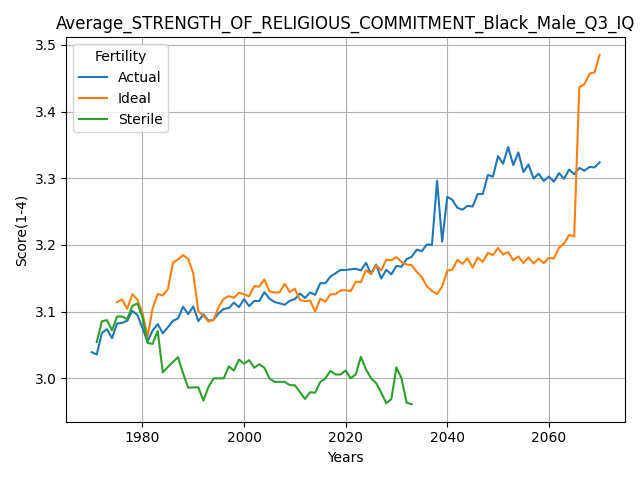 Average_STRENGTH_OF_RELIGIOUS_COMMITMENT_Black_Male_Q3_IQ
Fertility
Actual
Ideal
Sterile
Score(1-4)
3.5
3.4
3.3
3.2
3.1
3.0
1980
2000
2020
2040
2060
Years